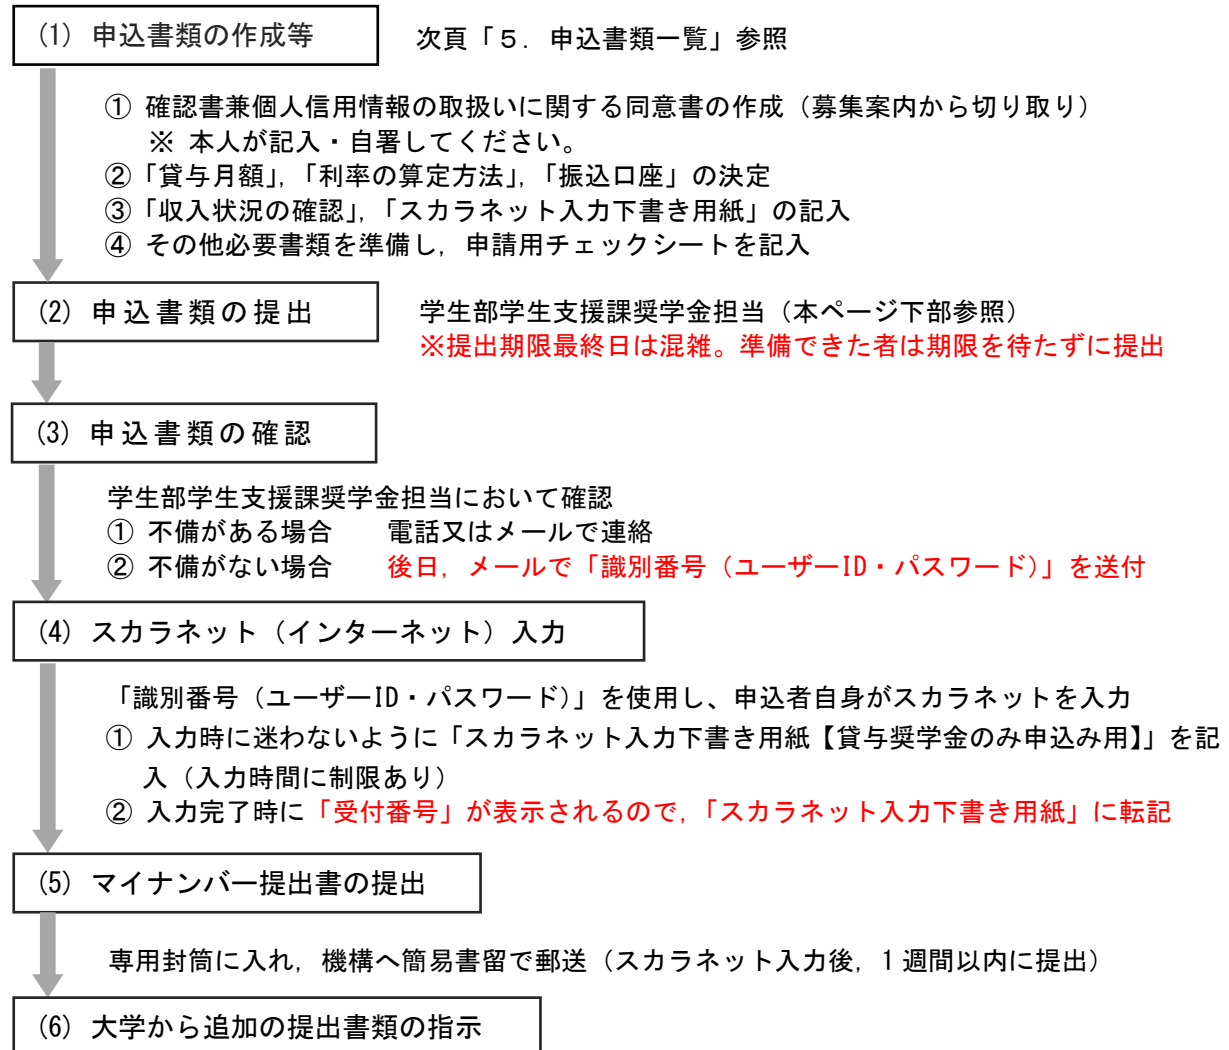 (1) 申込書類の作成等 次頁「5．申込書類一覧」参照
① 確認書兼個人信用情報の取扱いに関する同意書の作成（募集案内から切り取り）
※ 本人が記入・自署してください。
②「貸与月額」，「利率の算定方法」，「振込口座」の決定
③「収入状況の確認」，「スカラネット入力下書き用紙」の記入
④ その他必要書類を準備し，申請用チェックシートを記入
(2) 申込書類の提出 学生部学生支援課奨学金担当（本ページ下部参照）
※提出期限最終日は混雑。準備できた者は期限を待たずに提出
(3) 申込書類の確認
学生部学生支援課奨学金担当において確認
① 不備がある場合 電話又はメールで連絡
② 不備がない場合 後日，メールで「識別番号（ユーザーID・パスワード）」を送付
(4) スカラネット（インターネット）入力
「識別番号（ユーザーID・パスワード）」を使用し、申込者自身がスカラネットを入力
① 入力時に迷わないように「スカラネット入力下書き用紙【貸与奨学金のみ申込み用】」を記
入（入力時間に制限あり）
② 入力完了時に「受付番号」が表示されるので，「スカラネット入力下書き用紙」に転記
(5) マイナンバー提出書の提出
専用封筒に入れ，機構へ簡易書留で郵送（スカラネット入力後，1週間以内に提出）
(6) 大学から追加の提出書類の指示